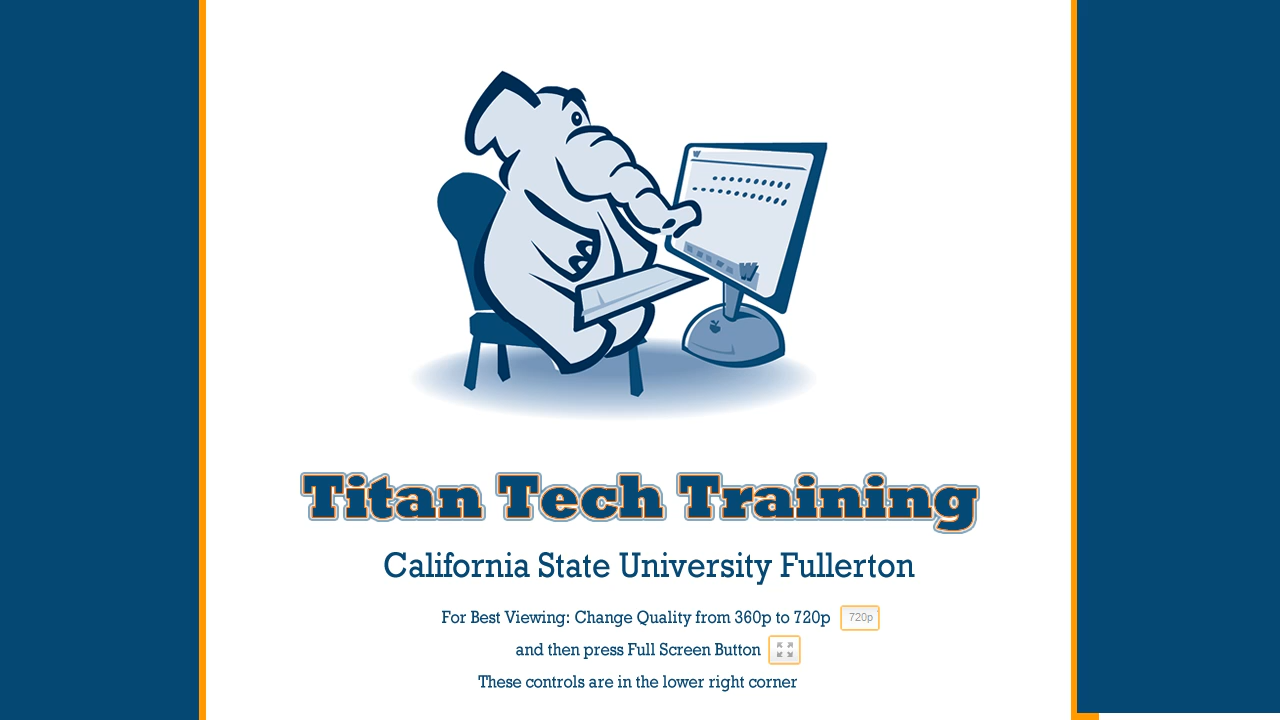 W
W
Titan Tech Training
California State University Fullerton
For Best Viewing: Change Quality from 360p to 720p 720p
and then press Full Screen Button
These controls are in the lower right corner